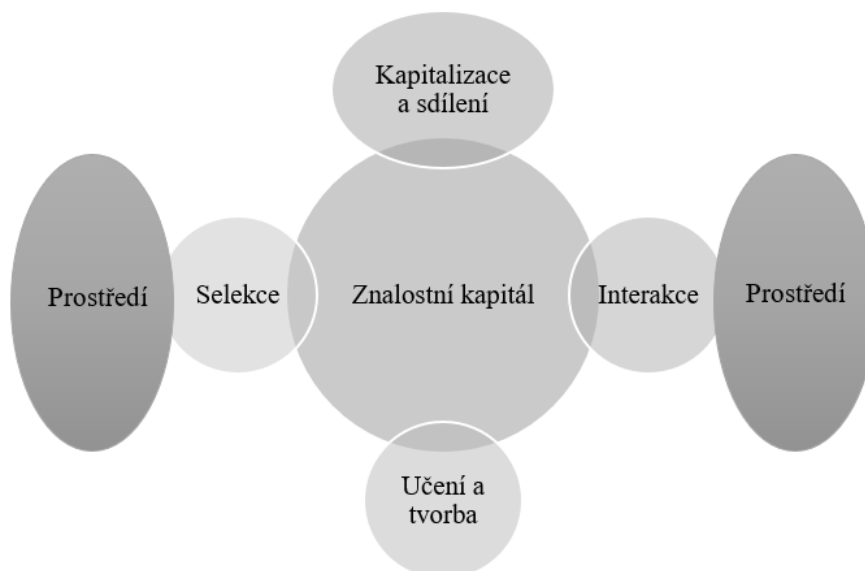 Kapitalizace
a sdílení
Prostředí
Selekce
Znalostní kapitál
Interakce
Prostředí
Učení a
tvorba